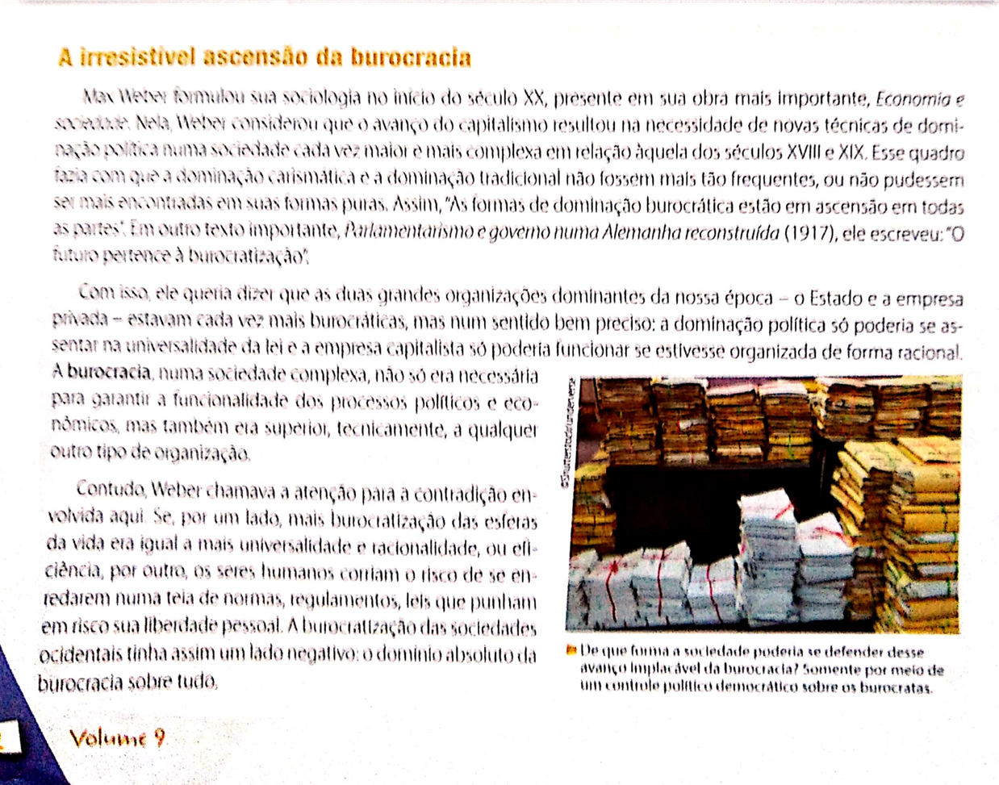 A irresistível ascensão da burocracia
Max Weber formulou sua sociologia no início do século XX, presente em sua obra mais importante, Economia e
sociedade. Nela, Weber considerou que o avanço do capitalismo resultou na necessidade de novas técnicas de domi-
nação política numa sociedade cada vez maior e mais complexa em relação àquela dos séculos XVIII e XIX. Esse quadro
fazia com que a dominação carismática e a dominação tradicional não fossem mais tão frequentes, ou não pudessem
ser mais encontradas em suas formas puras. Assim, "As formas de dominação burocrática estão em ascensão em todas
as partes". Em outro texto importante, Parlamentarismo e governo numa Alemanha reconstruída (1917), ele escreveu: "O
futuro pertence à burocratização".
Com isso, ele queria dizer que as duas grandes organizações dominantes da nossa época – o Estado e a empresa
privada – estavam cada vez mais burocráticas, mas num sentido bem preciso: a dominação política só poderia se as-
sentar na universalidade da lei e a empresa capitalista só poderia funcionar se estivesse organizada de forma racional.
A burocracia, numa sociedade complexa, não só era necessária
para garantir a funcionalidade dos processos políticos e eco-
nômicos, mas também era superior, tecnicamente, a qualquer
outro tipo de organização.
Contudo, Weber chamava a atenção para a contradição en-
volvida aqui. Se, por um lado, mais burocratização das esferas
da vida era igual a mais universalidade e racionalidade, ou efi-
ciência, por outro, os seres humanos corriam o risco de se en-
redarem numa teia de normas, regulamentos, leis que punham
em risco sua liberdade pessoal. A burocratização das sociedades
ocidentais tinha assim um lado negativo: o domínio absoluto da
burocracia sobre tudo.
©Shutterstock/underverse
De que forma a sociedade poderia se defender desse
avanço implacável da burocracia? Somente por meio de
um controle político democrático sobre os burocratas.
Volume 9